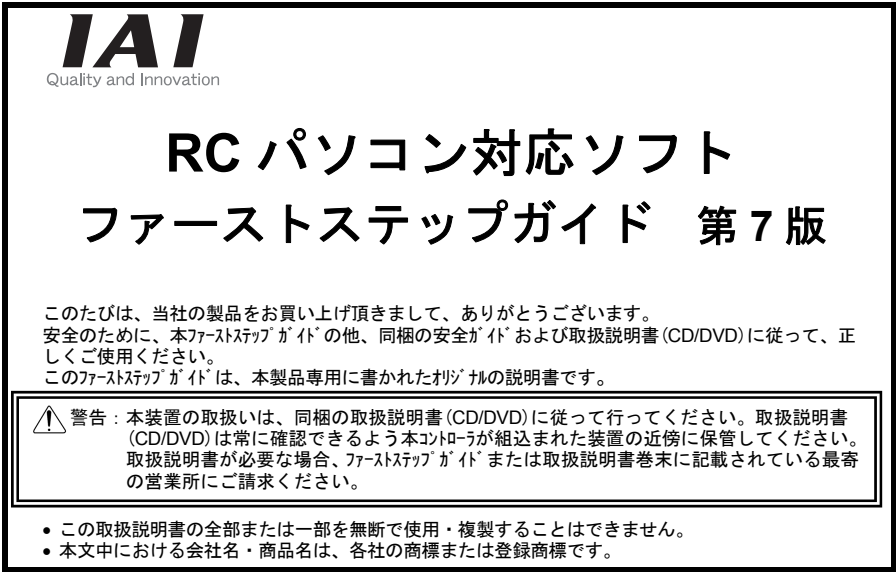 IAI
Quality and Innovation
RC パソコン対応ソフト
ファーストステップガイド 第7版
このたびは、当社の製品をお買い上げ頂きまして、ありがとうございます。
安全のために、本ﾌｧｰｽﾄｽﾃｯﾌﾟｶﾞｲﾄﾞの他、同梱の安全ｶﾞｲﾄﾞおよび取扱説明書(CD/DVD)に従って、正
しくご使用ください。
このﾌｧｰｽﾄｽﾃｯﾌﾟｶﾞｲﾄﾞは、本製品専用に書かれたｵﾘｼﾞﾅﾙの説明書です。
警告：本装置の取扱いは、同梱の取扱説明書(CD/DVD)に従って行ってください。取扱説明書
(CD/DVD)は常に確認できるよう本ｺﾝﾄﾛｰﾗが組込まれた装置の近傍に保管してください。
取扱説明書が必要な場合、ﾌｧｰｽﾄｽﾃｯﾌﾟｶﾞｲﾄﾞまたは取扱説明書巻末に記載されている最寄
の営業所にご請求ください。
• この取扱説明書の全部または一部を無断で使用・複製することはできません。
• 本文中における会社名・商品名は、各社の商標または登録商標です。